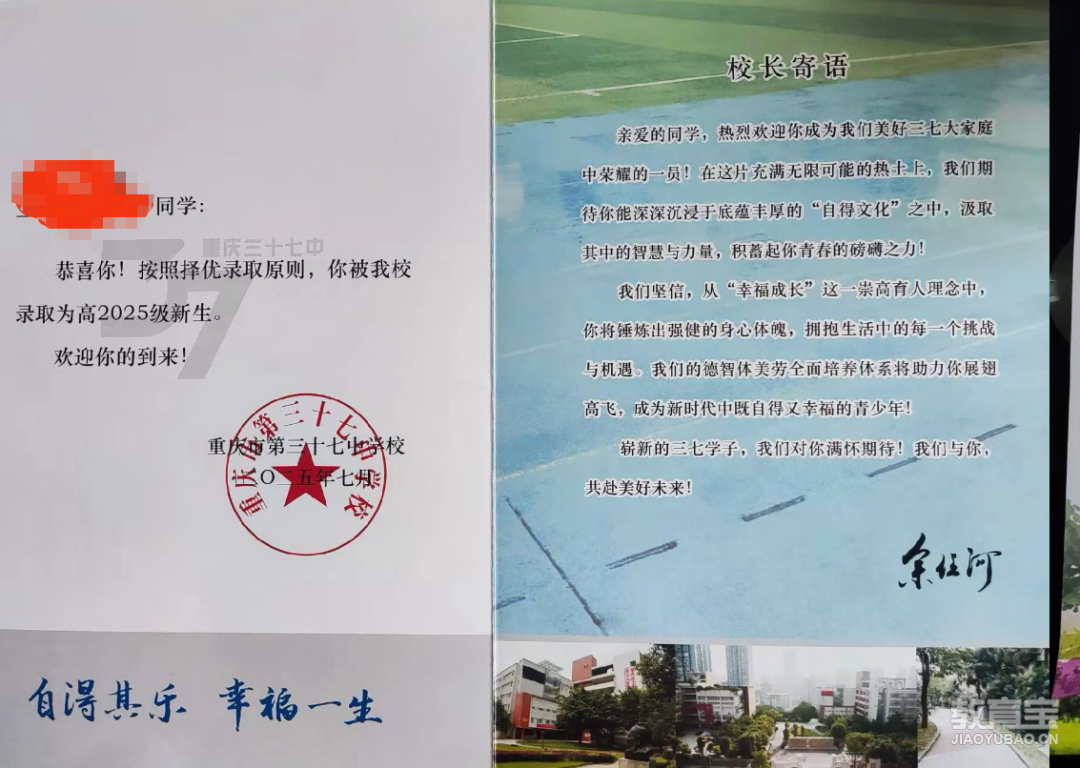 同学：
重庆三十七中
37
恭喜你！按照择优录取原则，你被我校
录取为高2025级新生。
欢迎你的到来！
重庆市第三十七中学校
二〇二五年七月
重庆市第三十七中学校
自得其乐 幸福一生
校长寄语
亲爱的同学，热烈欢迎你成为我们美好三七大家庭
中荣耀的一员！在这片充满无限可能的热土上，我们期
待你能深深沉浸于底蕴丰厚的“自得文化”之中，汲取
其中的智慧与力量，积蓄起你青春的磅礴之力！
我们坚信，从“幸福成长”这一崇高育人理念中，
你将锤炼出强健的身心体魄，拥抱生活中的每一个挑战
与机遇。我们的德智体美劳全面培养体系将助力你展翅
高飞，成为新时代中既自得又幸福的青少年！
崭新的三七学子，我们对你满怀期待！我们与你，
共赴美好未来！
教育宝
JIAOYUBAO.CN